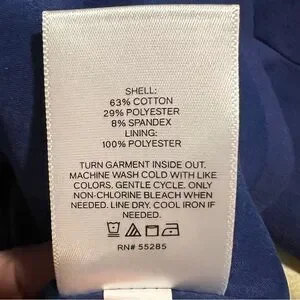 SHELL:
63% COTTON
29% POLYESTER
8% SPANDEX
LINING:
100% POLYESTER
TURN GARMENT INSIDE OUT.
MACHINE WASH COLD WITH LIKE
COLORS. GENTLE CYCLE. ONLY
NON-CHLORINE BLEACH WHEN
NEEDED. LINE DRY. COOL IRON IF
NEEDED.
RN# 55285